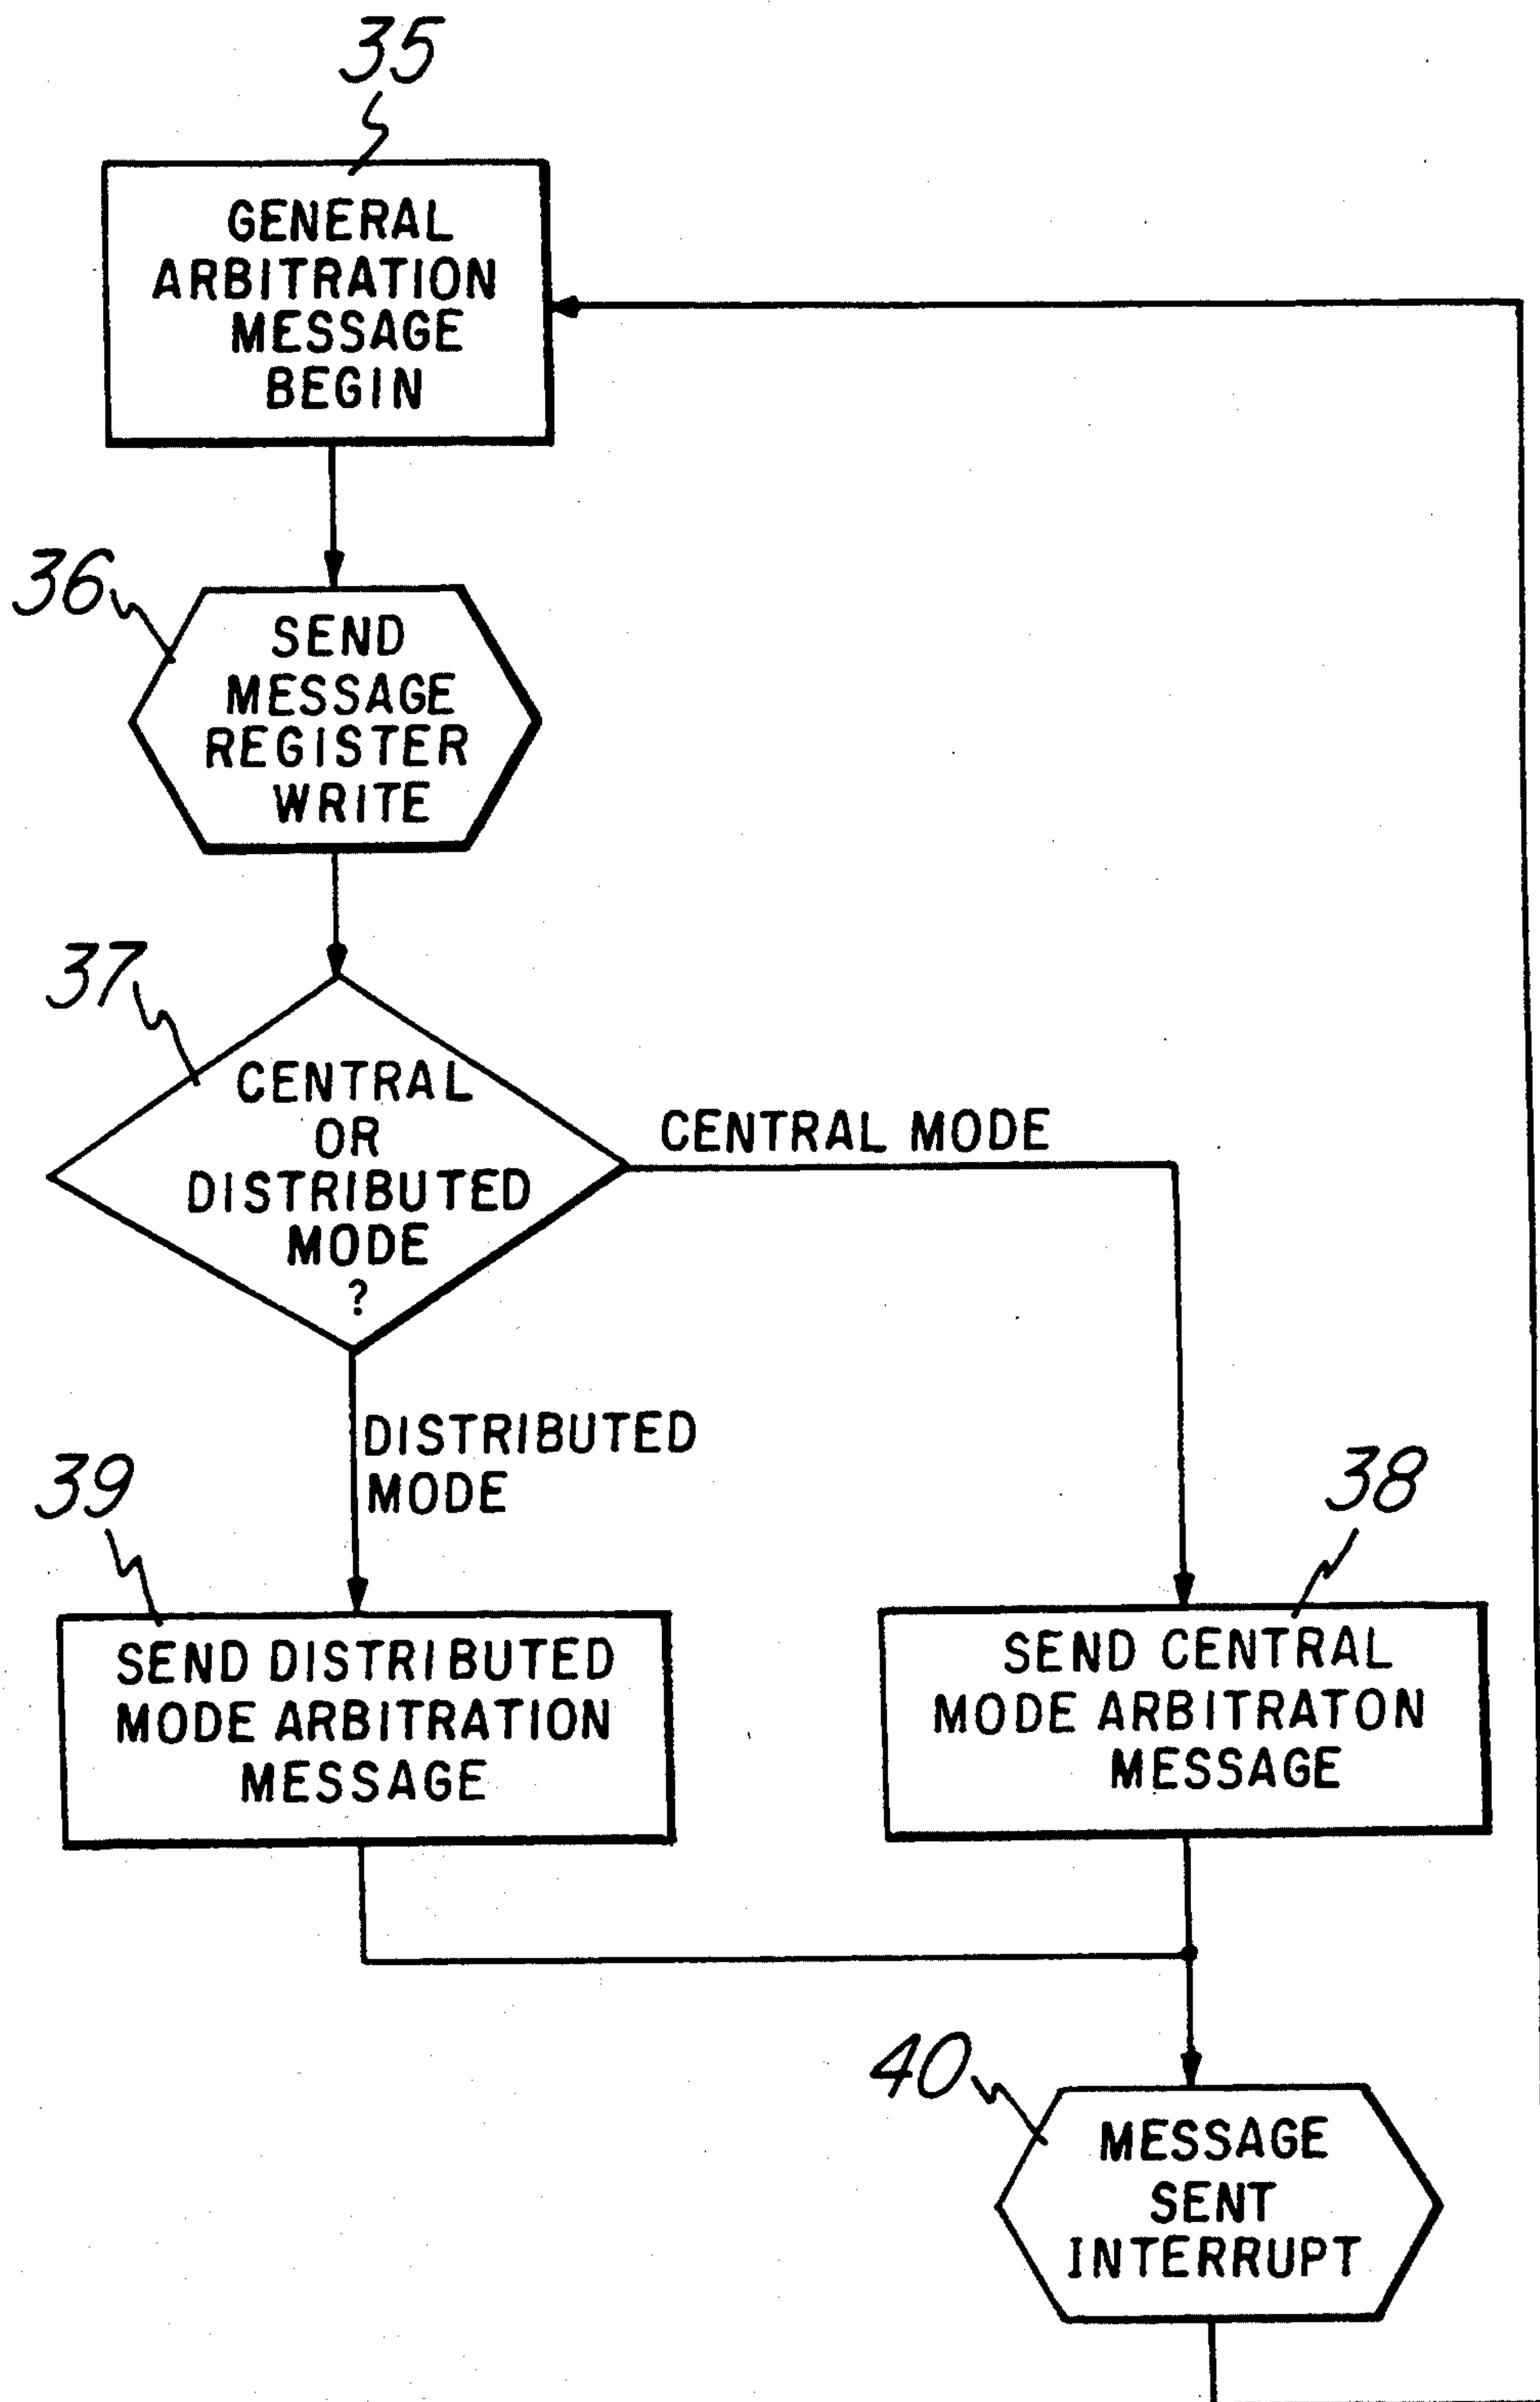 35
GENERAL
ARBITRATION
MESSAGE
BEGIN
36
SEND
MESSAGE
REGISTER
WRITE
37
CENTRAL
OR
DISTRIBUTED
MODE
?
CENTRAL MODE
DISTRIBUTED
MODE
39
SEND DISTRIBUTED
MODE ARBITRATION
MESSAGE
38
SEND CENTRAL
MODE ARBITRATON
MESSAGE
40
MESSAGE
SENT
INTERRUPT